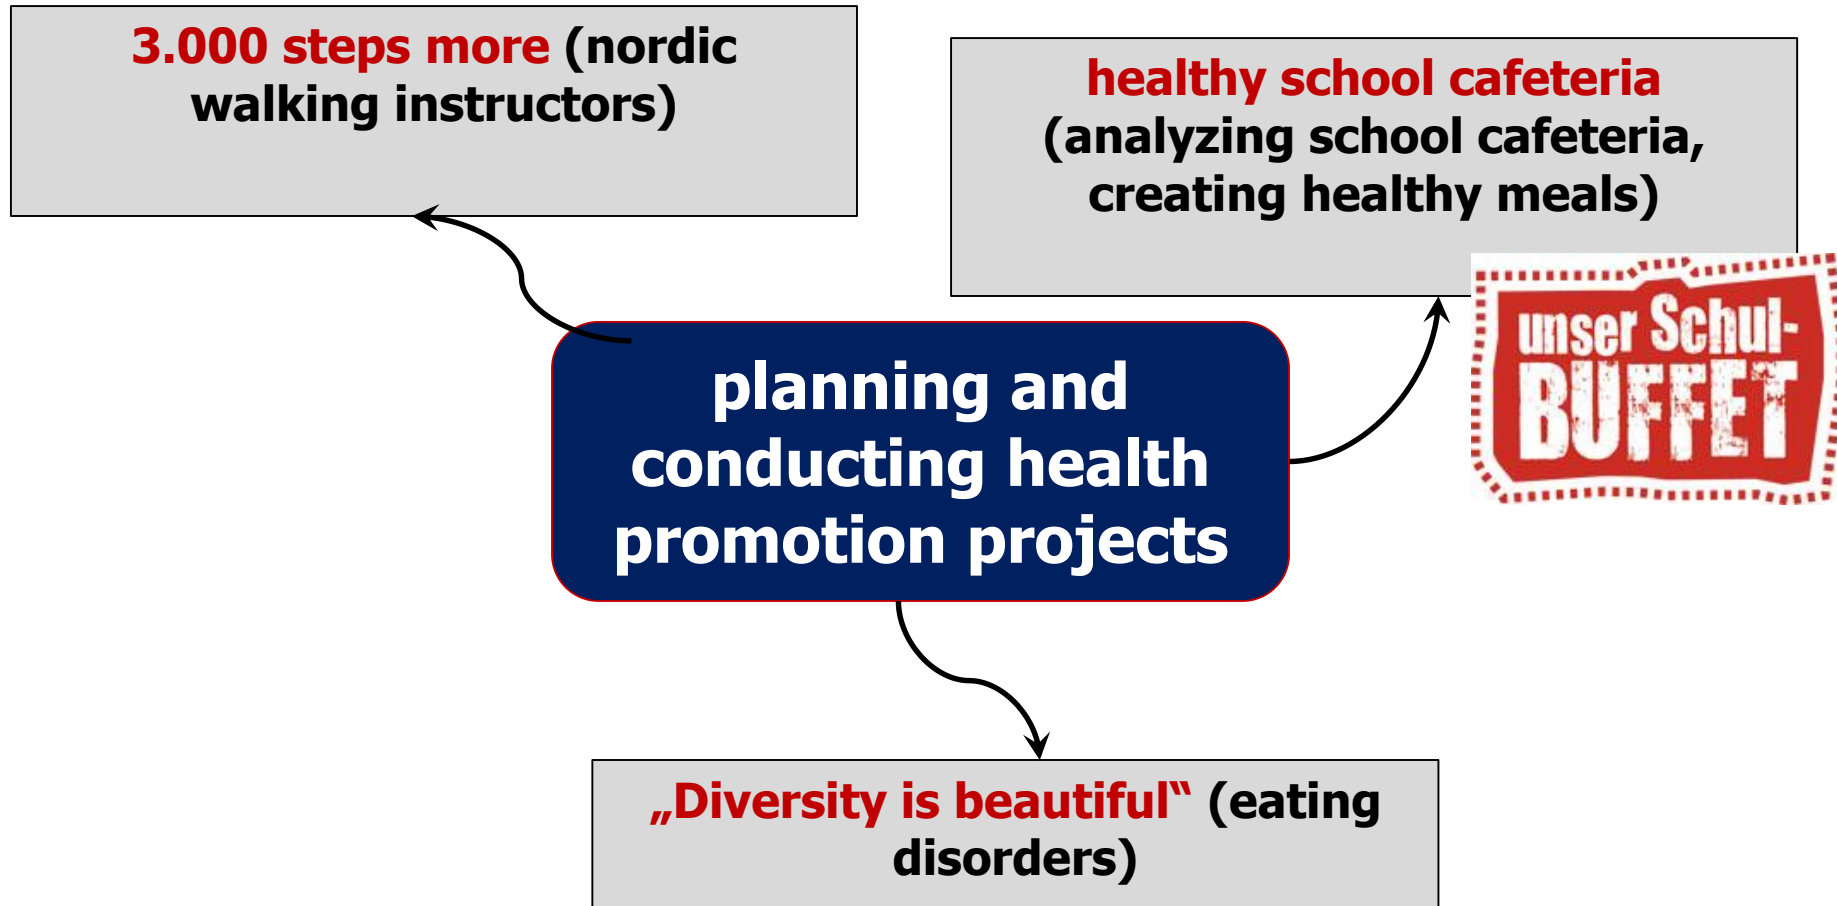 3.000 steps more (nordic
walking instructors)
healthy school cafeteria
(analyzing school cafeteria,
creating healthy meals)
unser Schul-
BUFFET
planning and
conducting health
promotion projects
„Diversity is beautiful‟ (eating
disorders)